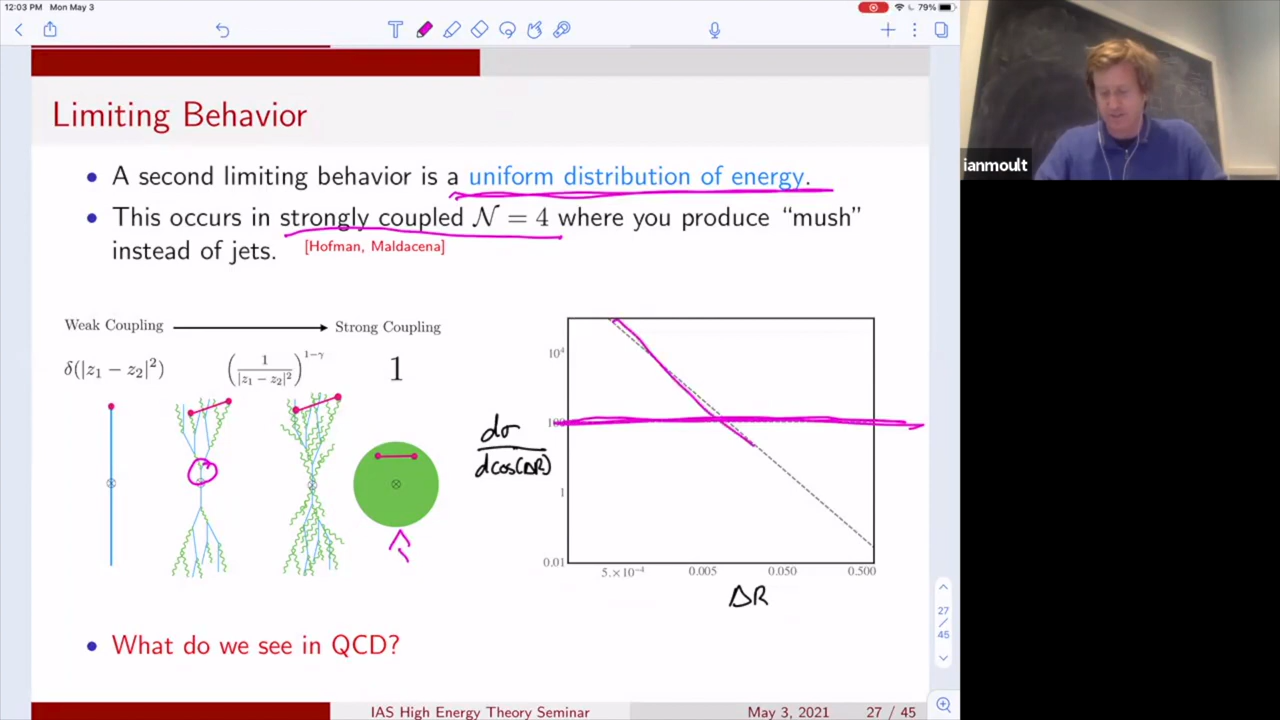 12:03 PM Mon May 3
79%
Limiting Behavior
ianmoult
• A second limiting behavior is a uniform distribution of energy.
• This occurs in strongly coupled 𝒩 = 4 where you produce “mush”
instead of jets. [Hofman, Maldacena]
Weak Coupling → Strong Coupling
δ(|z₁ − z₂|²) (1/|z₁ − z₂|²)^{1−γ} 1
10⁴
100
1
0.01
dσ/dcos(ΔR)
5.×10⁻⁴ 0.005 0.050 0.500
ΔR
• What do we see in QCD?
27
/
45
IAS High Energy Theory Seminar May 3, 2021 27 / 45